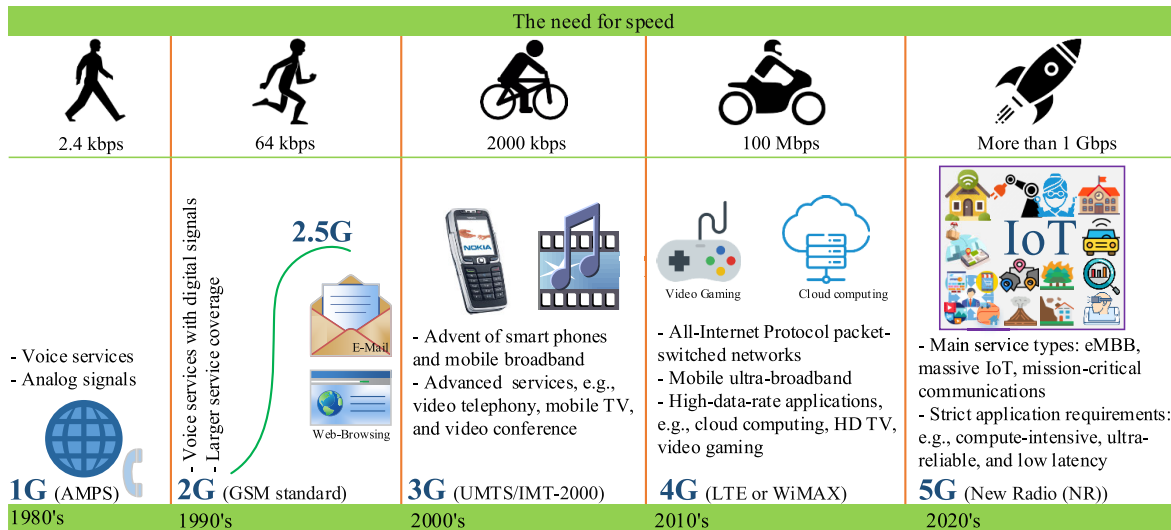 The need for speed
2.4 kbps
64 kbps
2000 kbps
100 Mbps
More than 1 Gbps
- Voice services
- Analog signals
1G (AMPS)
1980's
- Voice services with digital signals
- Larger service coverage
2.5G
E-Mail
Web-Browsing
2G (GSM standard)
1990's
NOKIA
- Advent of smart phones
and mobile broadband
- Advanced services, e.g.,
video telephony, mobile TV,
and video conference
3G (UMTS/IMT-2000)
2000's
Video Gaming
Cloud computing
- All-Internet Protocol packet-
switched networks
- Mobile ultra-broadband
- High-data-rate applications,
e.g., cloud computing, HD TV,
video gaming
4G (LTE or WiMAX)
2010's
IoT
- Main service types: eMBB,
massive IoT, mission-critical
communications
- Strict application requirements:
e.g., compute-intensive, ultra-
reliable, and low latency
5G (New Radio (NR))
2020's